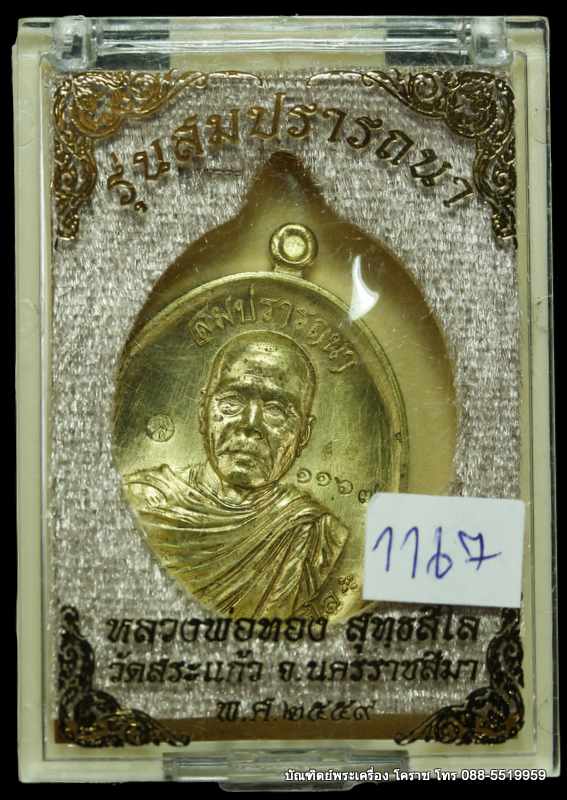 รุ่นสมปรารถนา
สมปรารถนา
๑๑๖๗
1167
หลวงพ่อทอง สุทฺธสีโล
วัดสระแก้ว จ.นครราชสีมา
พ.ศ.๒๕๕๙
บัณฑิตย์พระเครื่อง โคราช โทร 088-5519959